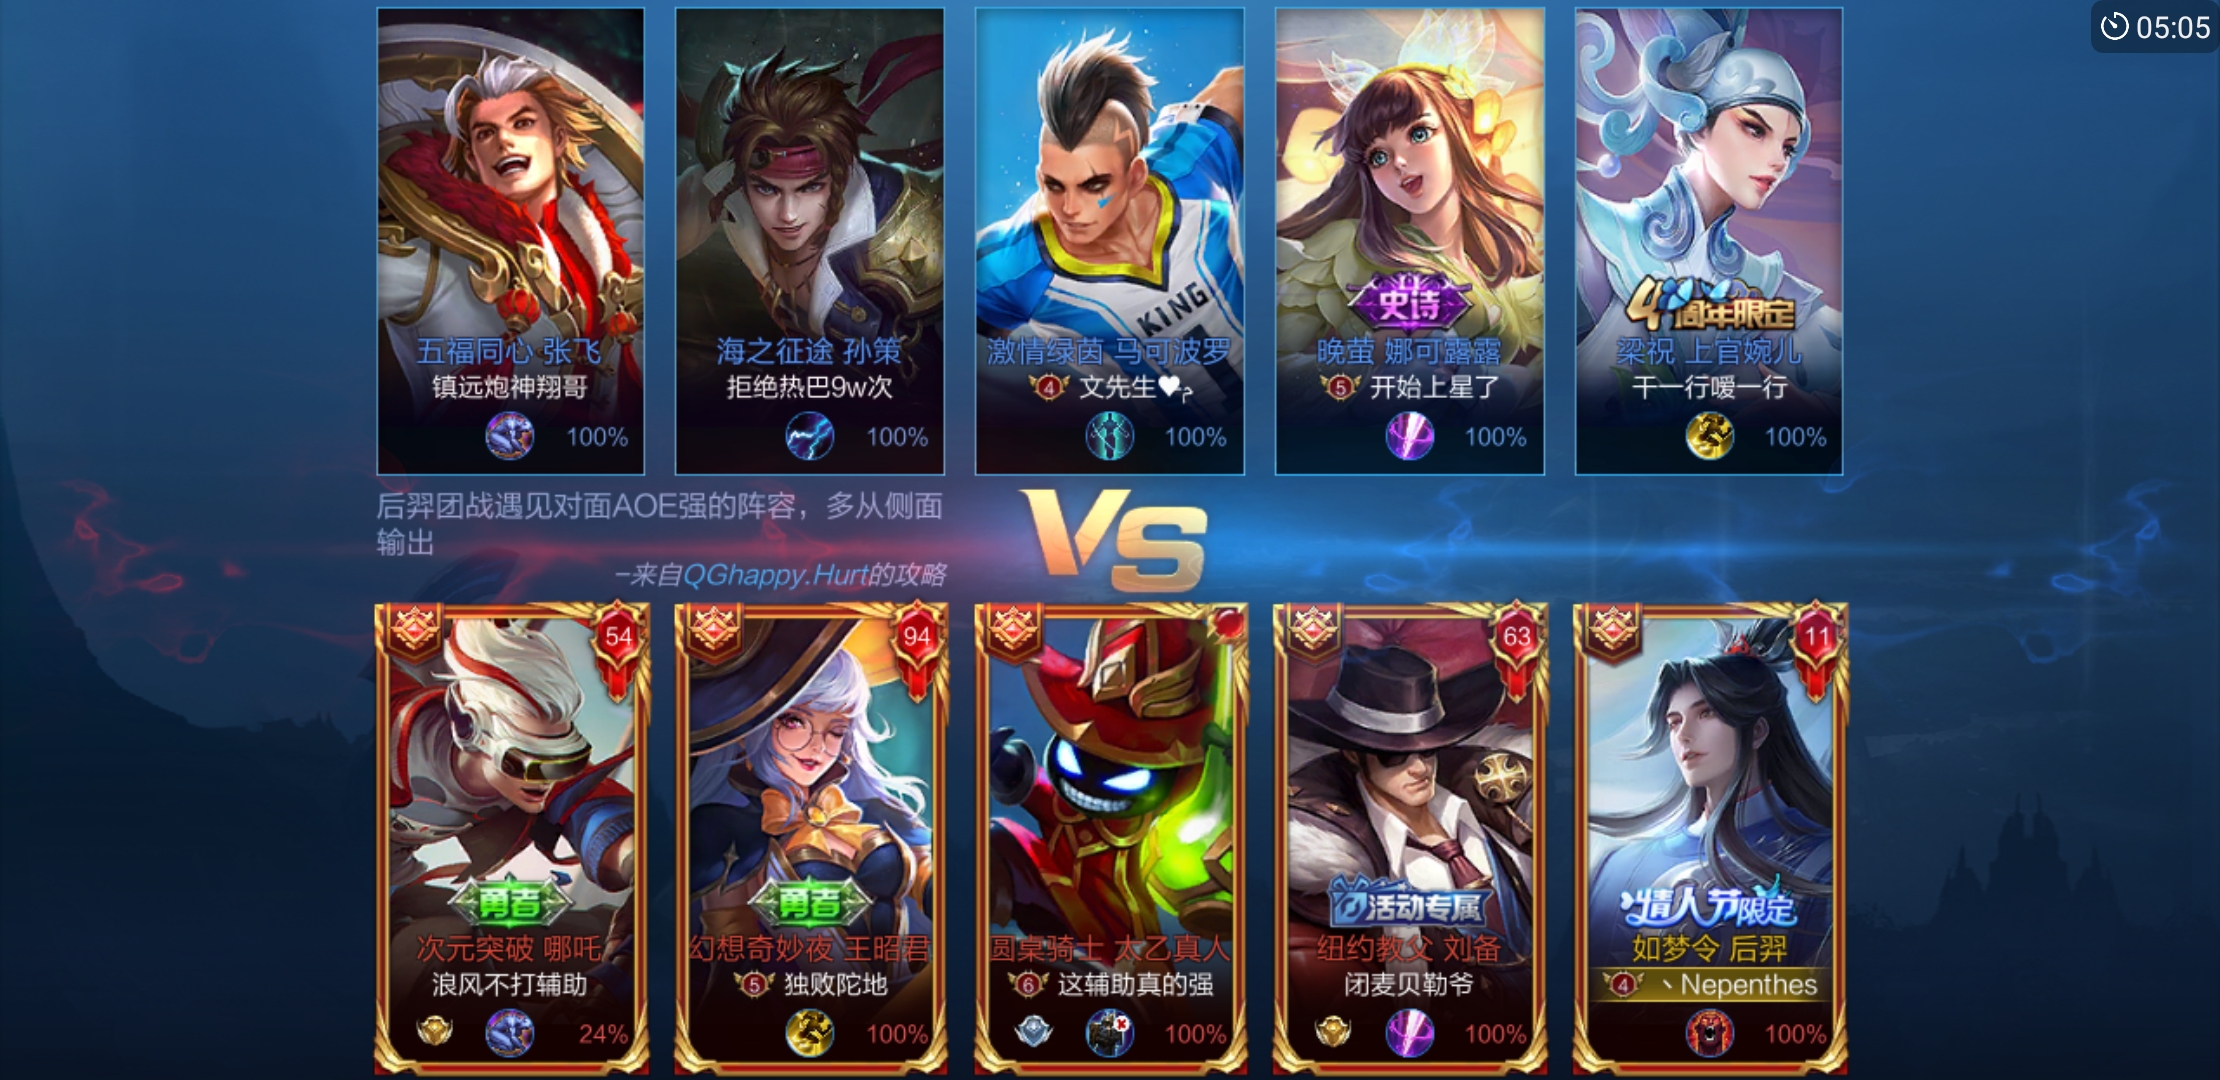 05:05
KING
史诗
4周年限定
五福同心 张飞
海之征途 孙策
激情绿茵 马可波罗
晚萤 娜可露露
梁祝 上官婉儿
镇远炮神翔哥
拒绝热巴9w次
4 文先生
5 开始上星了
干一行嗳一行
100%
100%
100%
100%
100%
后羿团战遇见对面AOE强的阵容，多从侧面
输出
–来自QGhappy.Hurt的攻略
VS
54
94
63
11
勇者
勇者
活动专属
情人节限定
次元突破 哪吒
幻想奇妙夜 王昭君
圆桌骑士 太乙真人
纽约教父 刘备
如梦令 后羿
浪风不打辅助
5 独败陀地
6 这辅助真的强
闭麦贝勒爷
4 丶Nepenthes
24%
100%
100%
100%
100%